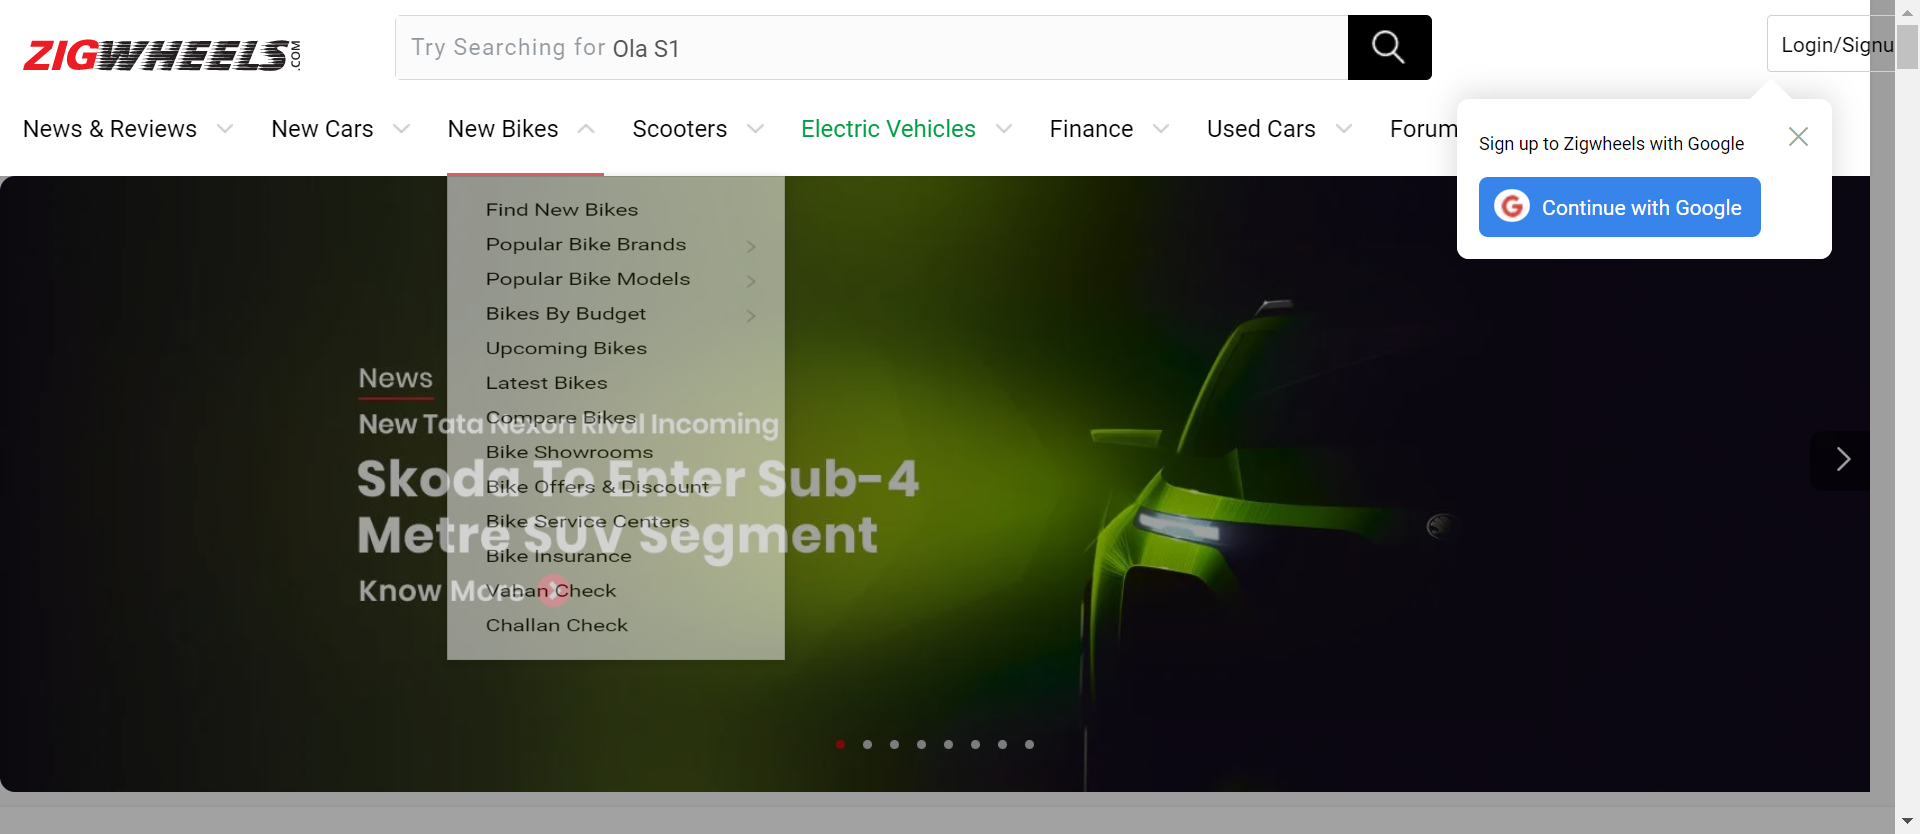 ZIGWHEELS.COM
Try Searching for Ola S1
Login/Signu
News & Reviews
New Cars
New Bikes
Scooters
Electric Vehicles
Finance
Used Cars
Forum
Sign up to Zigwheels with Google
Continue with Google
Find New Bikes
Popular Bike Brands
Popular Bike Models
Bikes By Budget
Upcoming Bikes
Latest Bikes
Compare Bikes
Bike Showrooms
Bike Offers & Discount
Bike Service Centers
Bike Insurance
Vahan Check
Challan Check
News
New Tata Nexon Rival Incoming
Skoda To Enter Sub-4
Metre SUV Segment
Know More